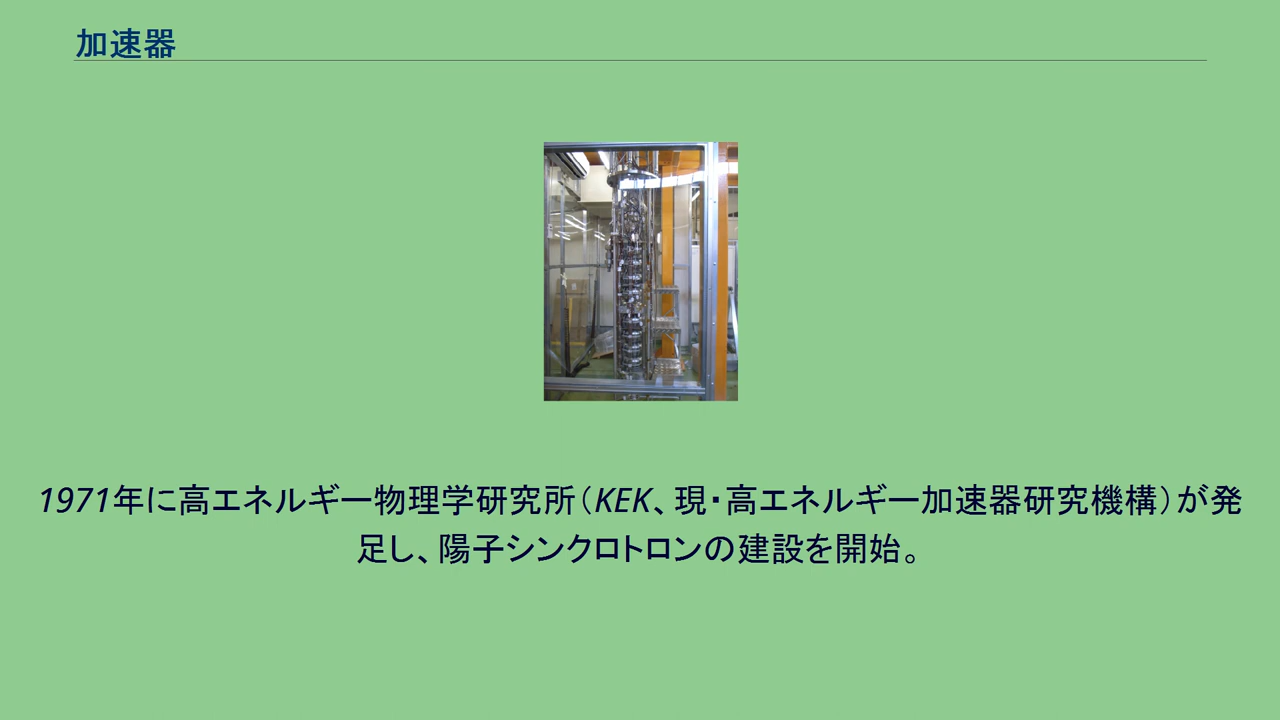 加速器
1971年に高エネルギー物理学研究所（KEK、現・高エネルギー加速器研究機構）が発
足し、陽子シンクロトロンの建設を開始。